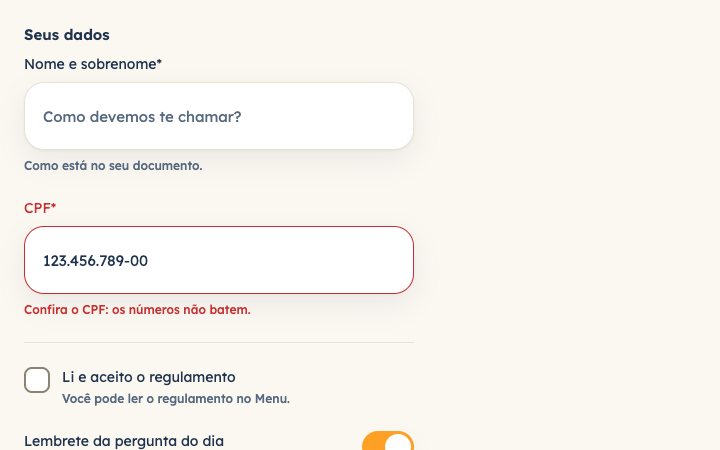 Seus dados
Nome e sobrenome*
Como devemos te chamar?
Como está no seu documento.
CPF*
123.456.789-00
Confira o CPF: os números não batem.
Li e aceito o regulamento
Você pode ler o regulamento no Menu.
Lembrete da pergunta do dia